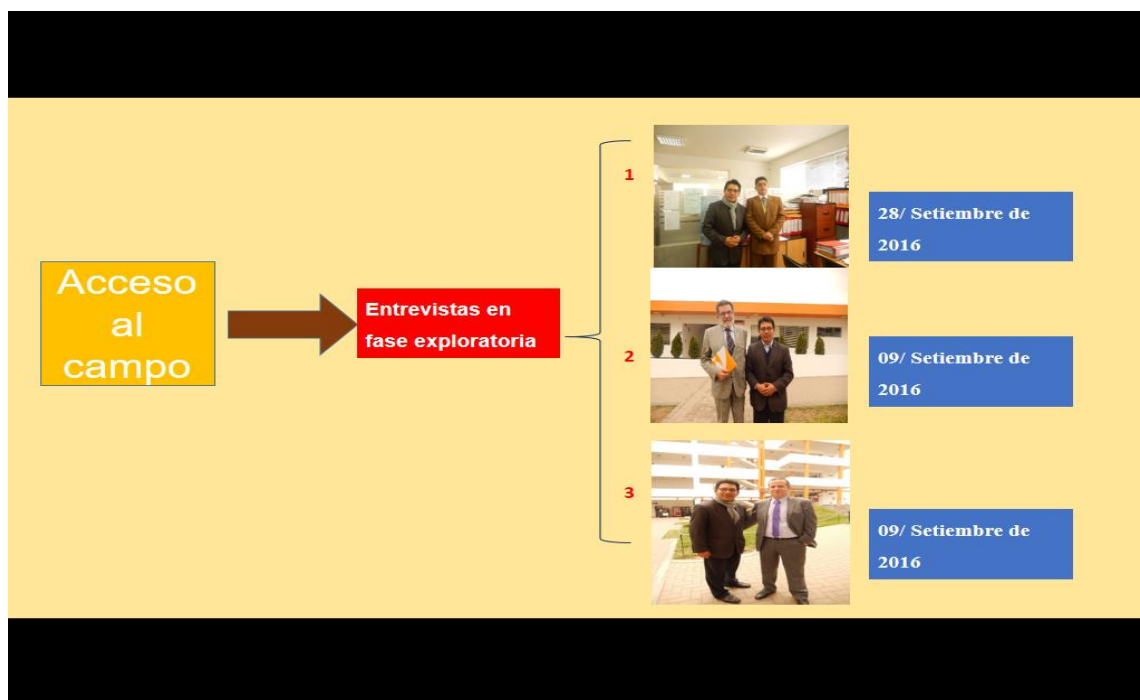 Acceso
al
campo
Entrevistas en
fase exploratoria
1
28/ Setiembre de
2016
2
09/ Setiembre de
2016
3
09/ Setiembre de
2016